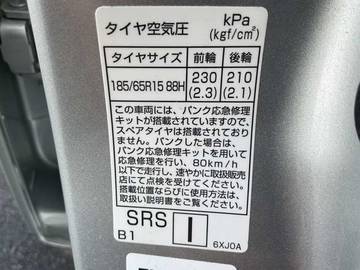 タイヤ空気圧 kPa
(kgf/cm²)
タイヤサイズ 前輪 後輪
185/65R15 88H 230 (2.3) 210 (2.1)
この車両には、パンク応急修理
キットが搭載されていますので、
スペアタイヤは搭載されており
ません。パンクした場合は、
パンク応急修理キットを用いて
応急修理を行い、80km/h
以下で走行し、速やかに取扱販売
店にて点検を受けてください。
搭載位置ならびに使用方法は、
取扱い説明書をご覧ください。
SRS I
B1 6XJ0A